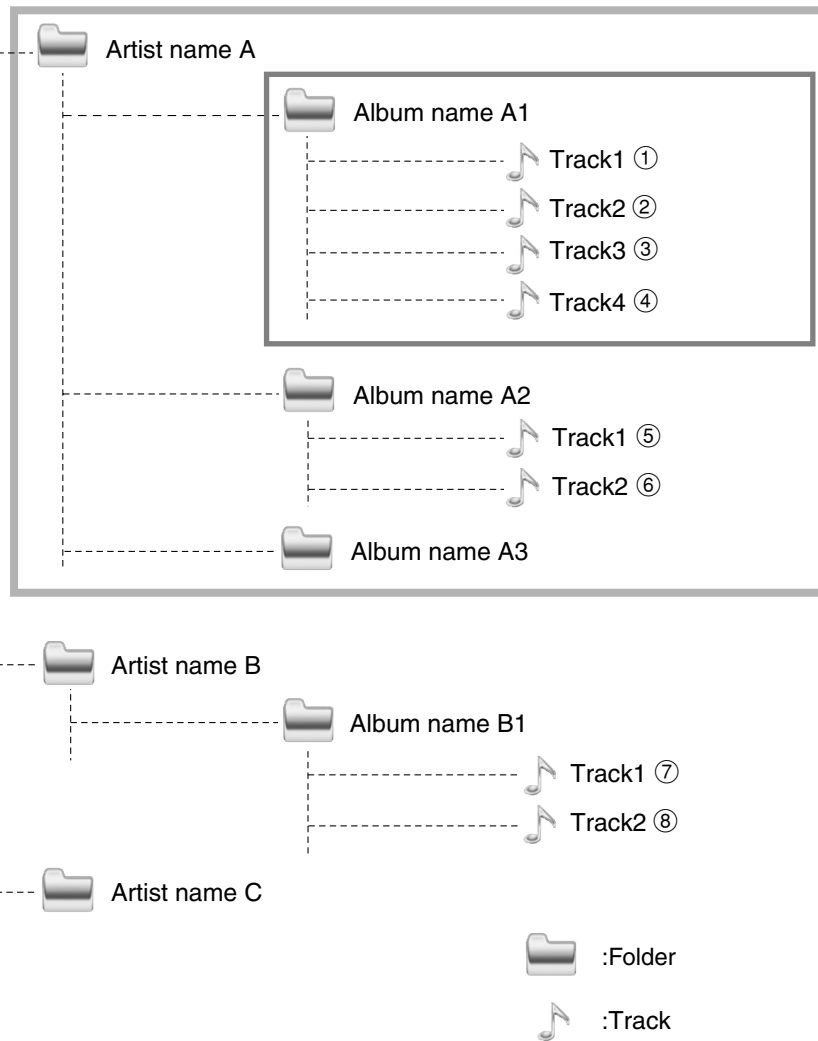 Artist name A
Album name A1
Track1 ①
Track2 ②
Track3 ③
Track4 ④
Album name A2
Track1 ⑤
Track2 ⑥
Album name A3
Artist name B
Album name B1
Track1 ⑦
Track2 ⑧
Artist name C
:Folder
:Track